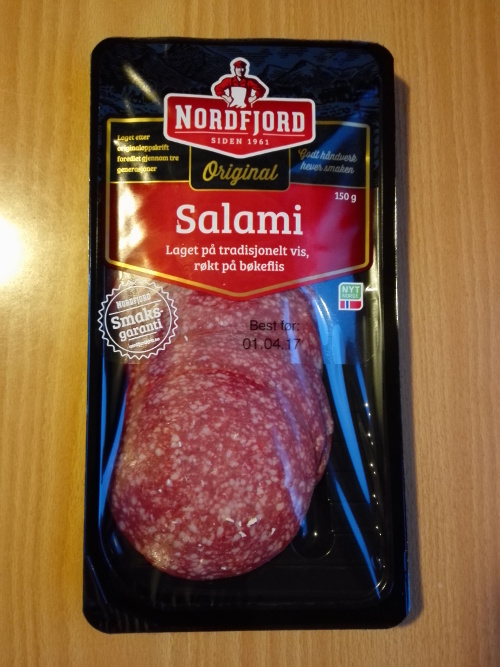 NORDFJORD
SIDEN 1961
Laget etter
originaloppskrift
foredlet gjennom tre
generasjoner
Original
Godt håndverk
hever smaken
150 g
Salami
Laget på tradisjonelt vis,
røkt på bøkeflis
NYT
NORGE
NORDFJORD
Smaks-
garanti
Best før:
01.04.17